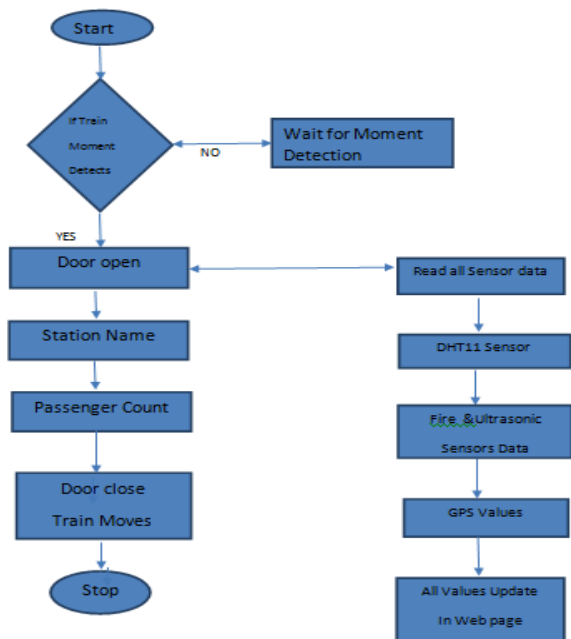 Start
If Train
Moment
Detects
NO
Wait for Moment
Detection
YES
Door open
Station Name
Passenger Count
Door close
Train Moves
Stop
Read all Sensor data
DHT11 Sensor
Fire &Ultrasonic
Sensors Data
GPS Values
All Values Update
In Web page